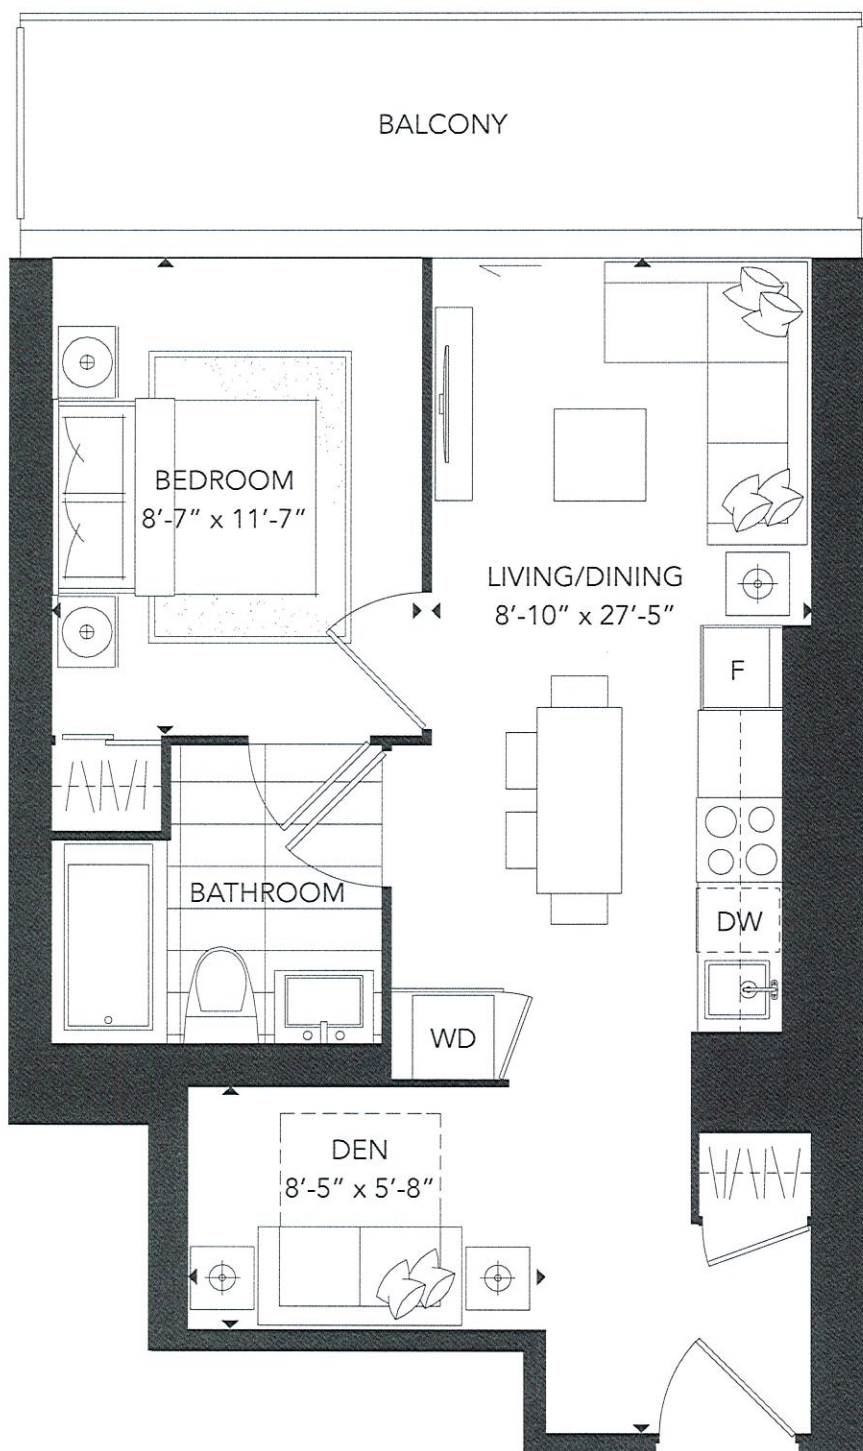 BALCONY
BEDROOM
8'-7" x 11'-7"
LIVING/DINING
8'-10" x 27'-5"
F
BATHROOM
DW
WD
DEN
8'-5" x 5'-8"